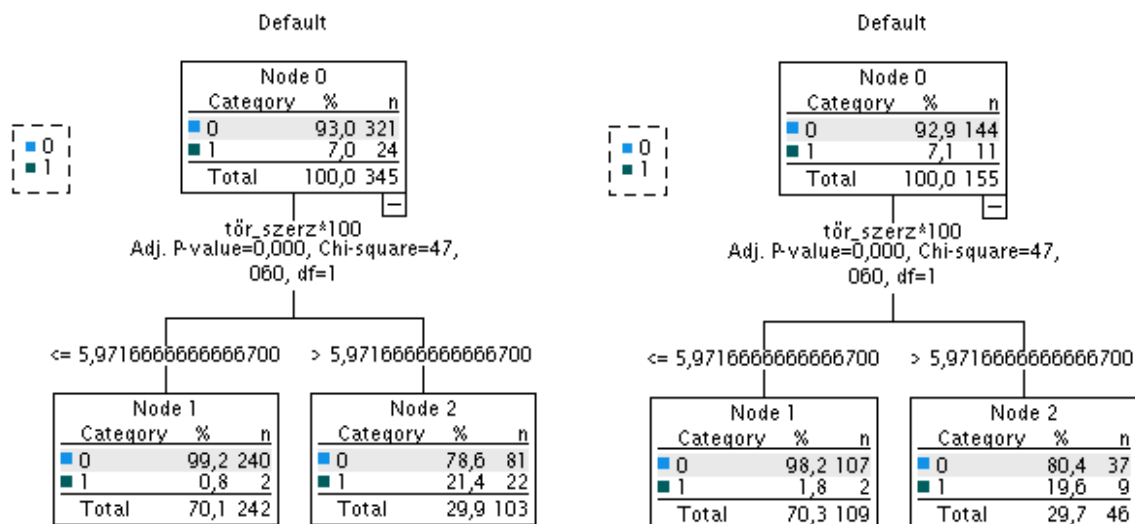 Default
Node 0
Category % n
0 93,0 321
1 7,0 24
Total 100,0 345
0
1
tör_szerz*100
Adj. P-value=0,000, Chi-square=47,
060, df=1
<= 5,9716666666666700
> 5,9716666666666700
Node 1
Category % n
0 99,2 240
1 0,8 2
Total 70,1 242
Node 2
Category % n
0 78,6 81
1 21,4 22
Total 29,9 103
Default
Node 0
Category % n
0 92,9 144
1 7,1 11
Total 100,0 155
0
1
tör_szerz*100
Adj. P-value=0,000, Chi-square=47,
060, df=1
<= 5,9716666666666700
> 5,9716666666666700
Node 1
Category % n
0 98,2 107
1 1,8 2
Total 70,3 109
Node 2
Category % n
0 80,4 37
1 19,6 9
Total 29,7 46